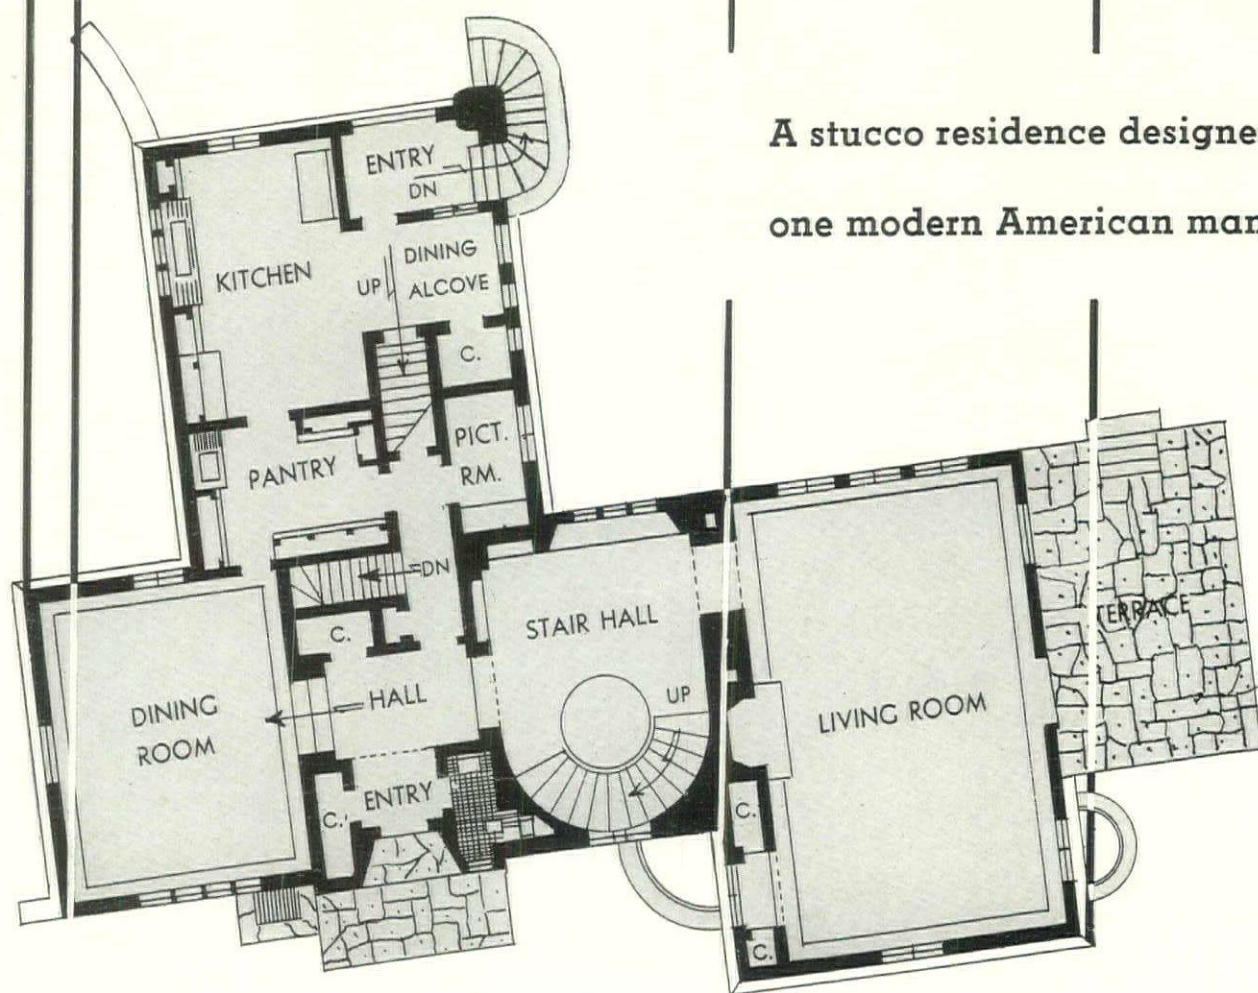 A stucco residence designe
one modern American mar
ENTRY
DN
KITCHEN
UP
DINING
ALCOVE
C.
PICT.
RM.
PANTRY
DN
C.
STAIR HALL
UP
HALL
DINING
ROOM
ENTRY
C.
LIVING ROOM
TERRACE
C.
C.